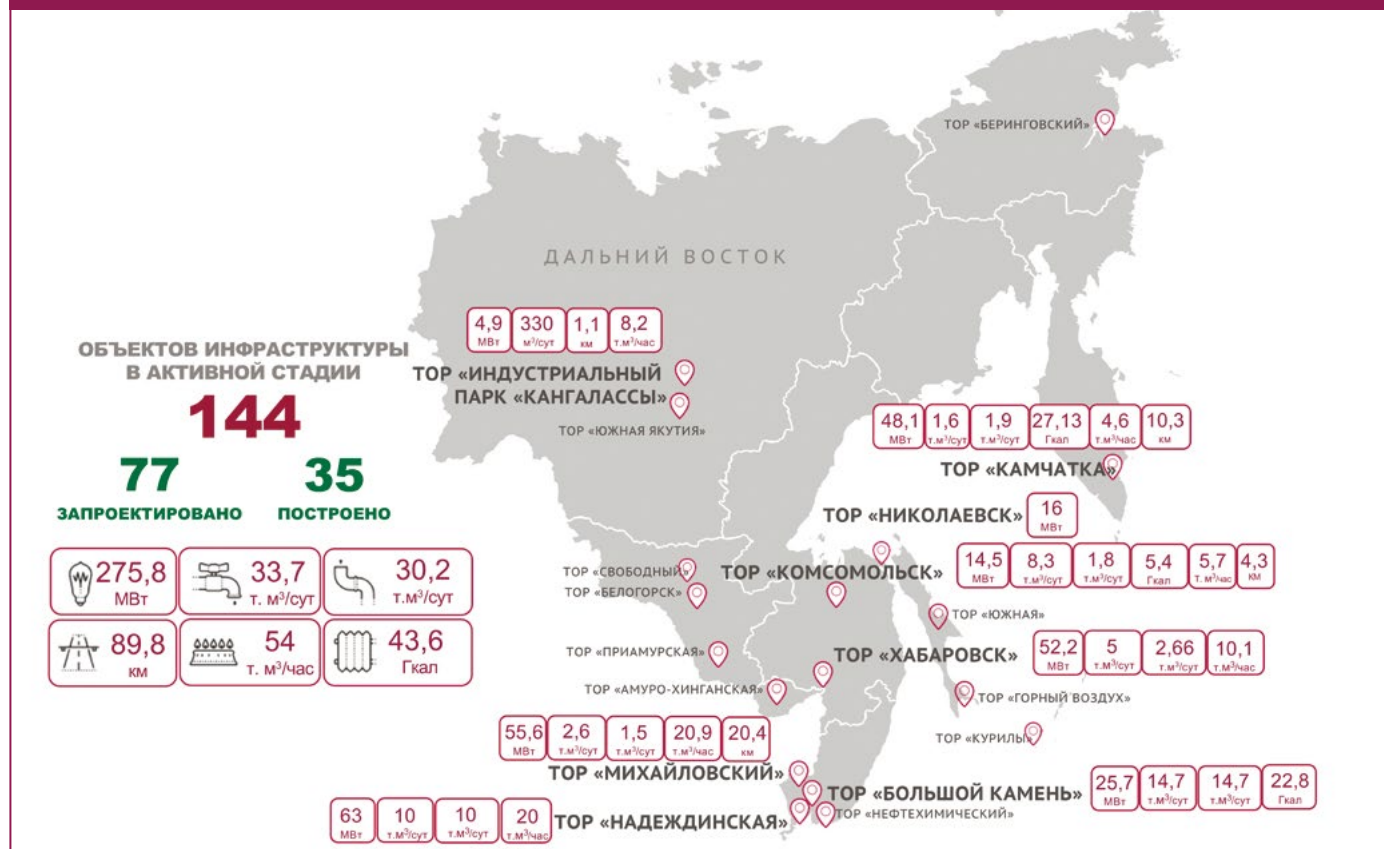 ТОР «БЕРИНГОВСКИЙ»
ДАЛЬНИЙ ВОСТОК
4,9 МВт 330 м³/сут 1,1 км 8,2 т.м³/час
ТОР «ИНДУСТРИАЛЬНЫЙ
ПАРК «КАНГАЛАССЫ»
ТОР «ЮЖНАЯ ЯКУТИЯ»
ОБЪЕКТОВ ИНФРАСТРУКТУРЫ
В АКТИВНОЙ СТАДИИ
144
77 35
ЗАПРОЕКТИРОВАНО ПОСТРОЕНО
275,8 МВт 33,7 т. м³/сут 30,2 т.м³/сут
89,8 км 54 т. м³/час 43,6 Гкал
48,1 МВт 1,6 т.м³/сут 1,9 т.м³/сут 27,13 Гкал 4,6 т.м³/час 10,3 км
ТОР «КАМЧАТКА»
ТОР «НИКОЛАЕВСК» 16 МВт
ТОР «СВОБОДНЫЙ»
ТОР «КОМСОМОЛЬСК» 14,5 МВт 8,3 т.м³/сут 1,8 т.м³/сут 5,4 Гкал 5,7 т.м³/час 4,3 км
ТОР «БЕЛОГОРСК»
ТОР «ЮЖНАЯ»
ТОР «ПРИАМУРСКАЯ»
ТОР «ХАБАРОВСК» 52,2 МВт 5 т.м³/сут 2,66 т.м³/сут 10,1 т.м³/час
ТОР «АМУРО-ХИНГАНСКАЯ»
ТОР «ГОРНЫЙ ВОЗДУХ»
ТОР «КУРИЛЫ»
55,6 МВт 2,6 т.м³/сут 1,5 т.м³/сут 20,9 т.м³/час 20,4 км
ТОР «МИХАЙЛОВСКИЙ»
ТОР «БОЛЬШОЙ КАМЕНЬ» 25,7 МВт 14,7 т.м³/сут 14,7 т.м³/сут 22,8 Гкал
ТОР «НЕФТЕХИМИЧЕСКИЙ»
63 МВт 10 т.м³/сут 10 т.м³/сут 20 т.м³/час
ТОР «НАДЕЖДИНСКАЯ»